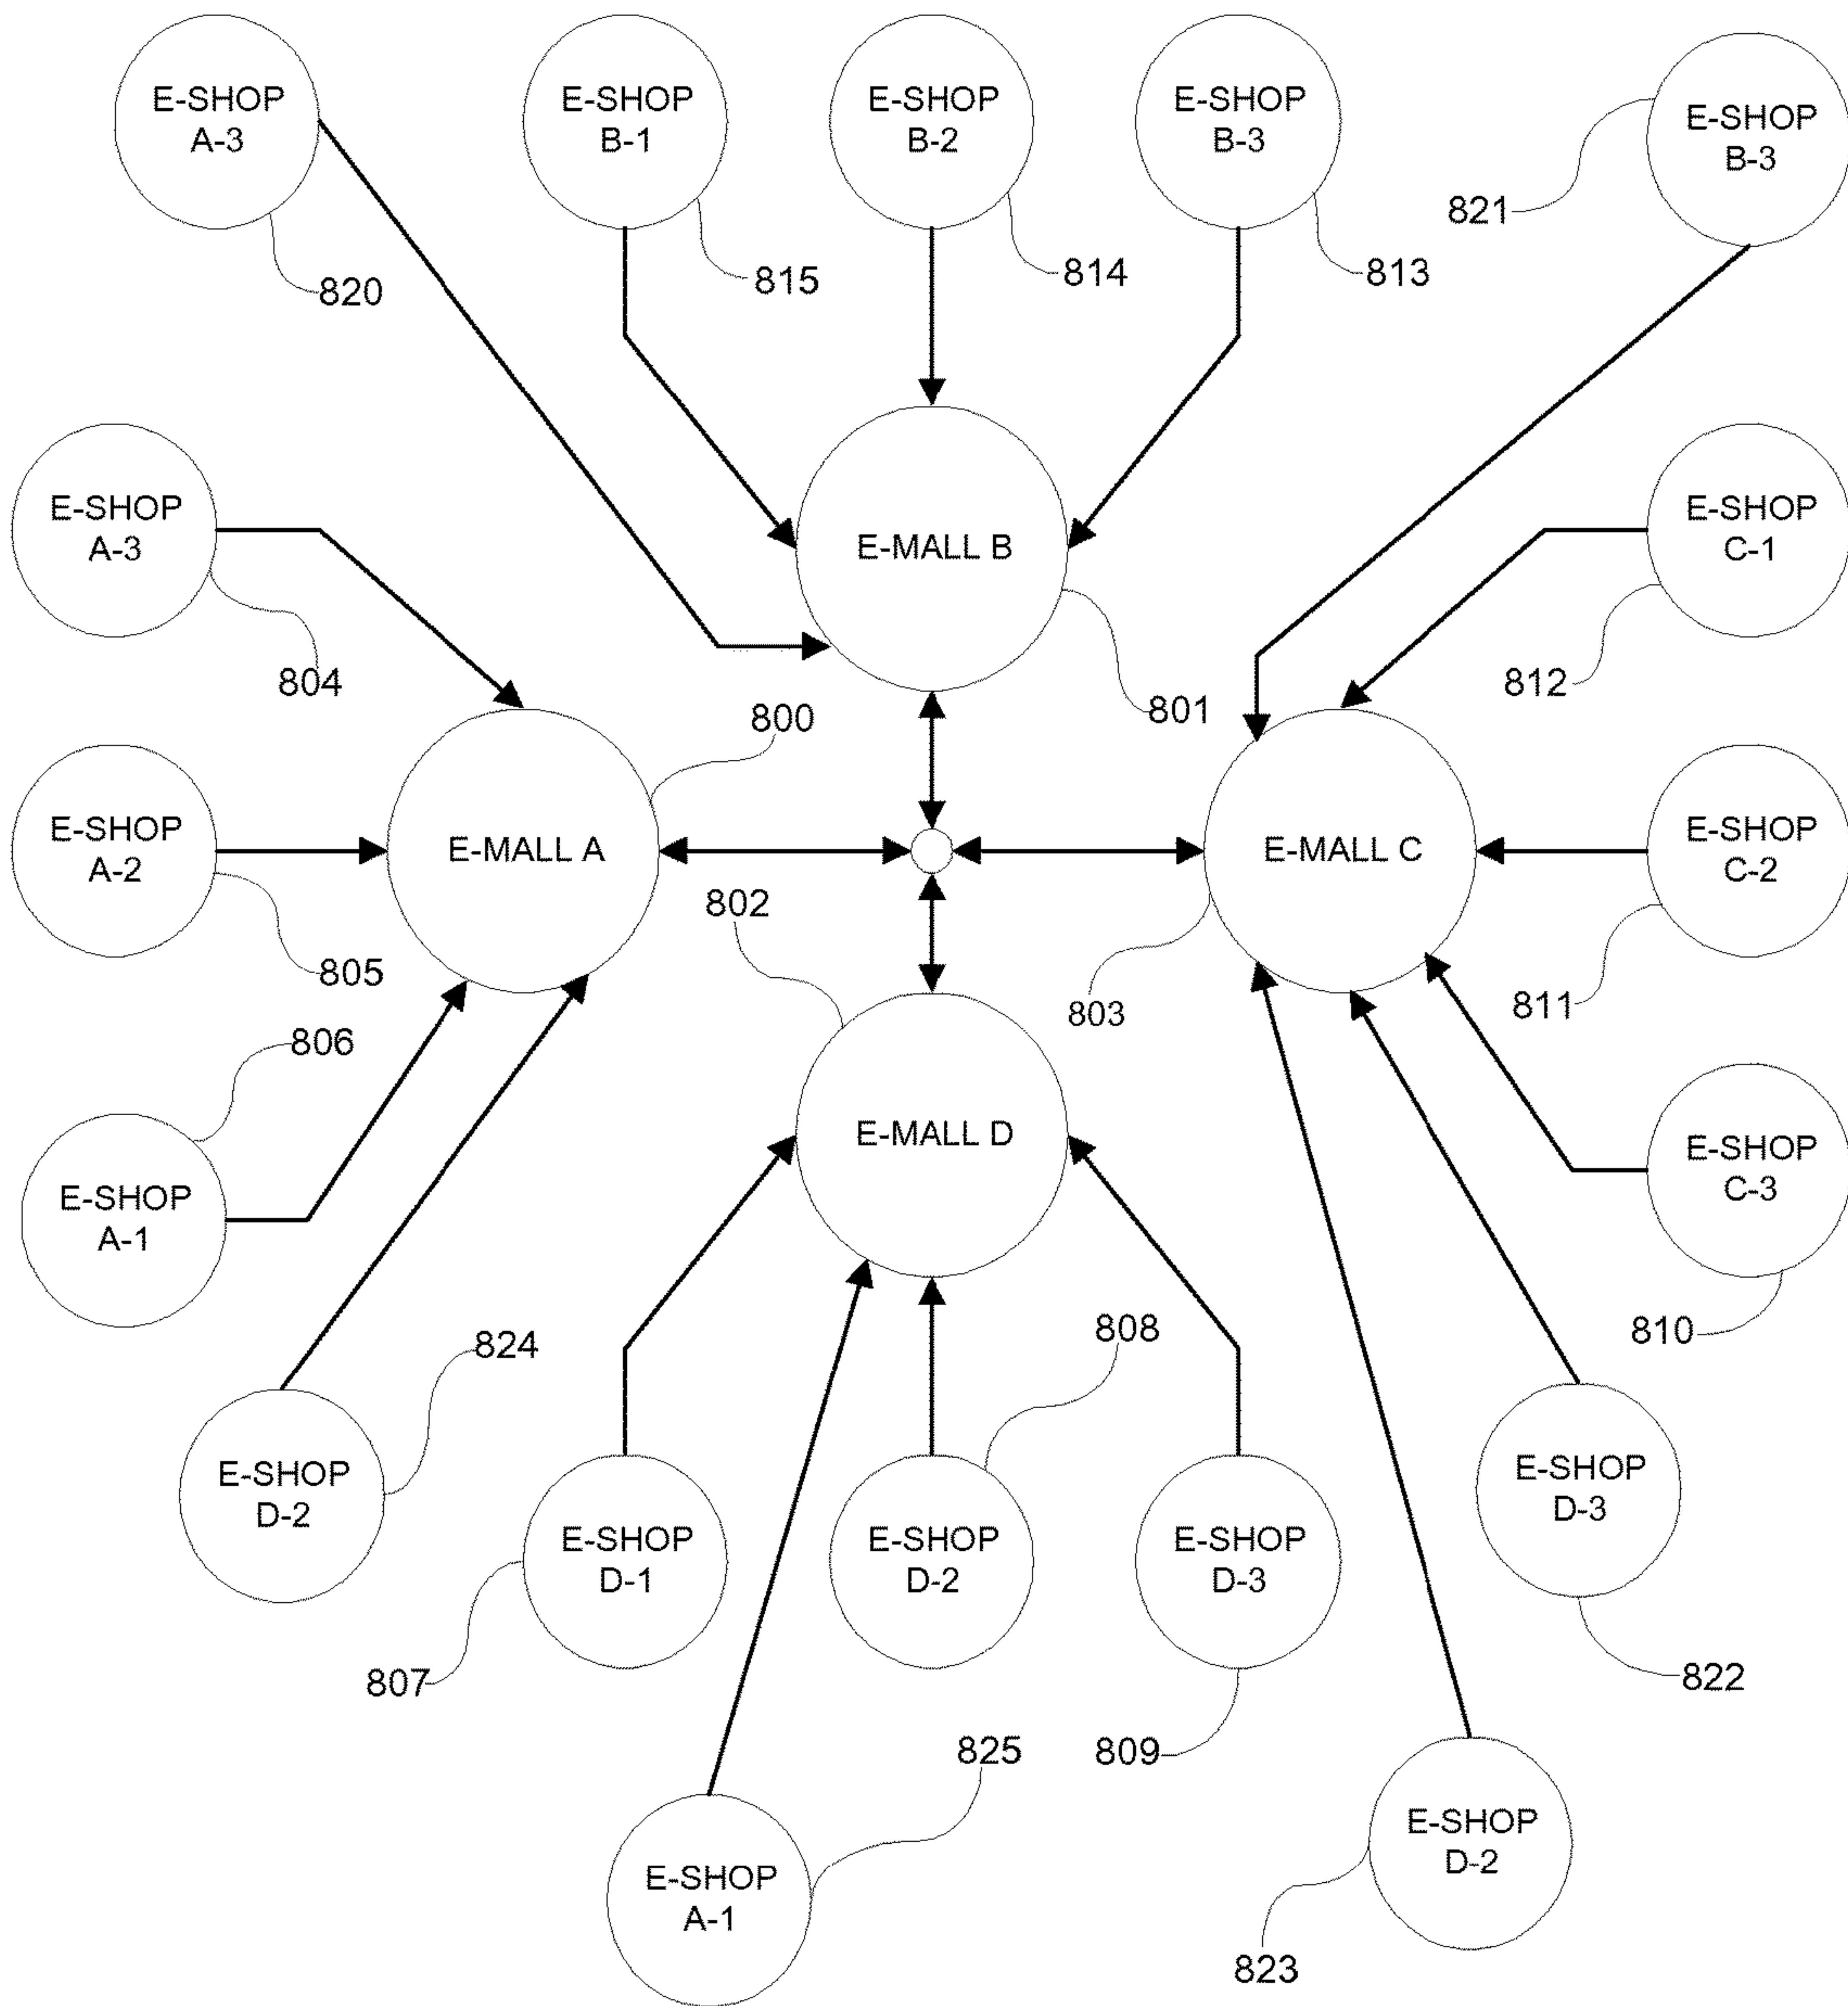 E-SHOP
A-3
E-SHOP
B-1
E-SHOP
B-2
E-SHOP
B-3
E-SHOP
B-3
820
815
814
813
821
E-SHOP
A-3
E-MALL B
E-SHOP
C-1
804
800
801
812
E-SHOP
A-2
E-MALL A
E-MALL C
E-SHOP
C-2
802
805
803
811
806
E-MALL D
E-SHOP
C-3
E-SHOP
A-1
824
808
810
E-SHOP
D-2
E-SHOP
D-1
E-SHOP
D-2
E-SHOP
D-3
E-SHOP
D-3
807
822
825
809
E-SHOP
A-1
E-SHOP
D-2
823